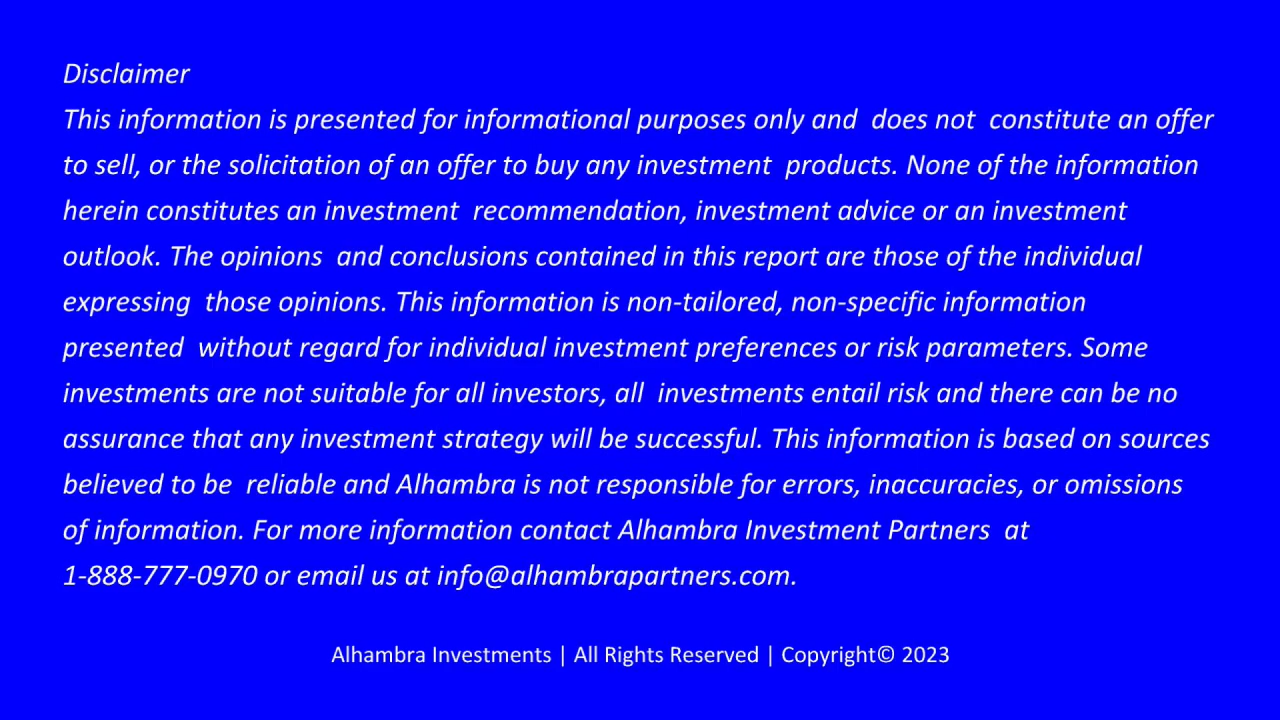 Disclaimer
This information is presented for informational purposes only and  does not  constitute an offer
to sell, or the solicitation of an offer to buy any investment  products. None of the information
herein constitutes an investment  recommendation, investment advice or an investment
outlook. The opinions  and conclusions contained in this report are those of the individual
expressing  those opinions. This information is non-tailored, non-specific information
presented  without regard for individual investment preferences or risk parameters. Some
investments are not suitable for all investors, all  investments entail risk and there can be no
assurance that any investment strategy will be successful. This information is based on sources
believed to be  reliable and Alhambra is not responsible for errors, inaccuracies, or omissions
of information. For more information contact Alhambra Investment Partners  at
1-888-777-0970 or email us at info@alhambrapartners.com.
Alhambra Investments | All Rights Reserved | Copyright© 2023